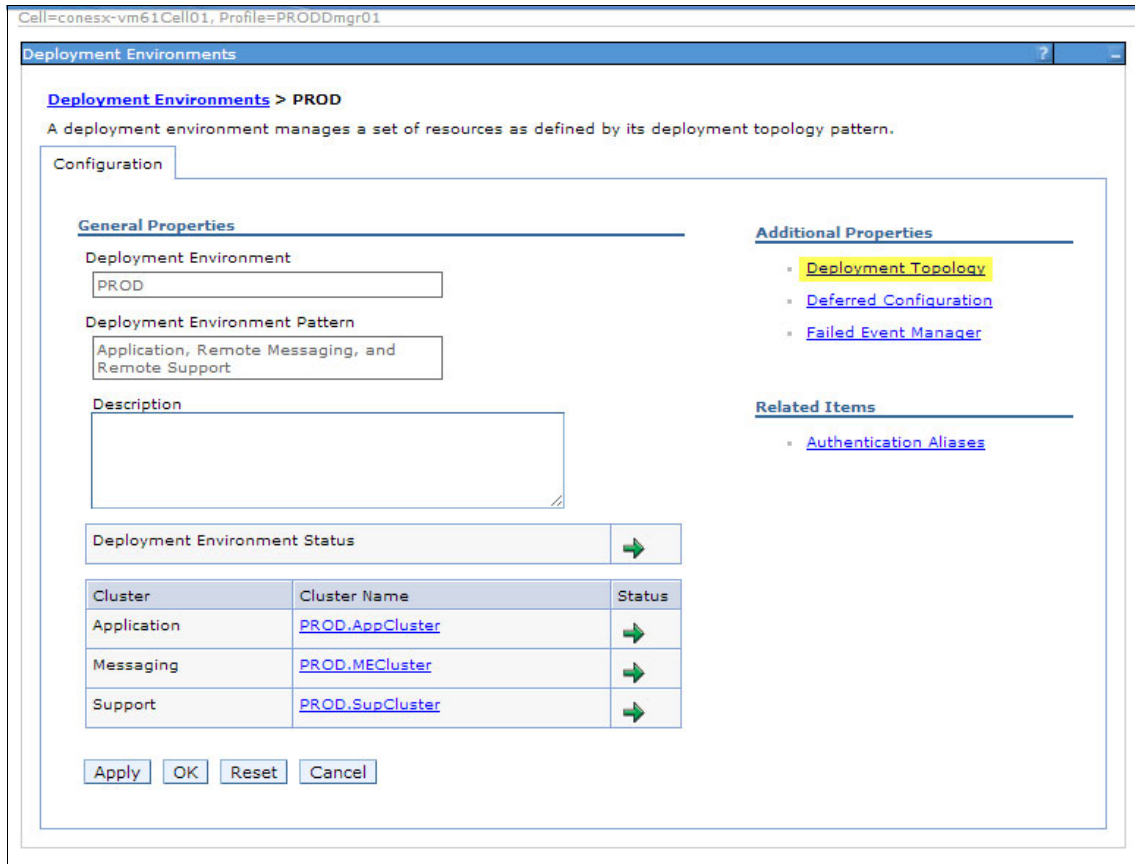 Cell=conesx-vm61Cell01, Profile=PRODDmgr01
Deployment Environments
?
Deployment Environments > PROD
A deployment environment manages a set of resources as defined by its deployment topology pattern.
Configuration
General Properties
Deployment Environment
PROD
Deployment Environment Pattern
Application, Remote Messaging, and
Remote Support
Description
Deployment Environment Status
Cluster Cluster Name Status
Application PROD.AppCluster
Messaging PROD.MECluster
Support PROD.SupCluster
Apply OK Reset Cancel
Additional Properties
Deployment Topology
Deferred Configuration
Failed Event Manager
Related Items
Authentication Aliases